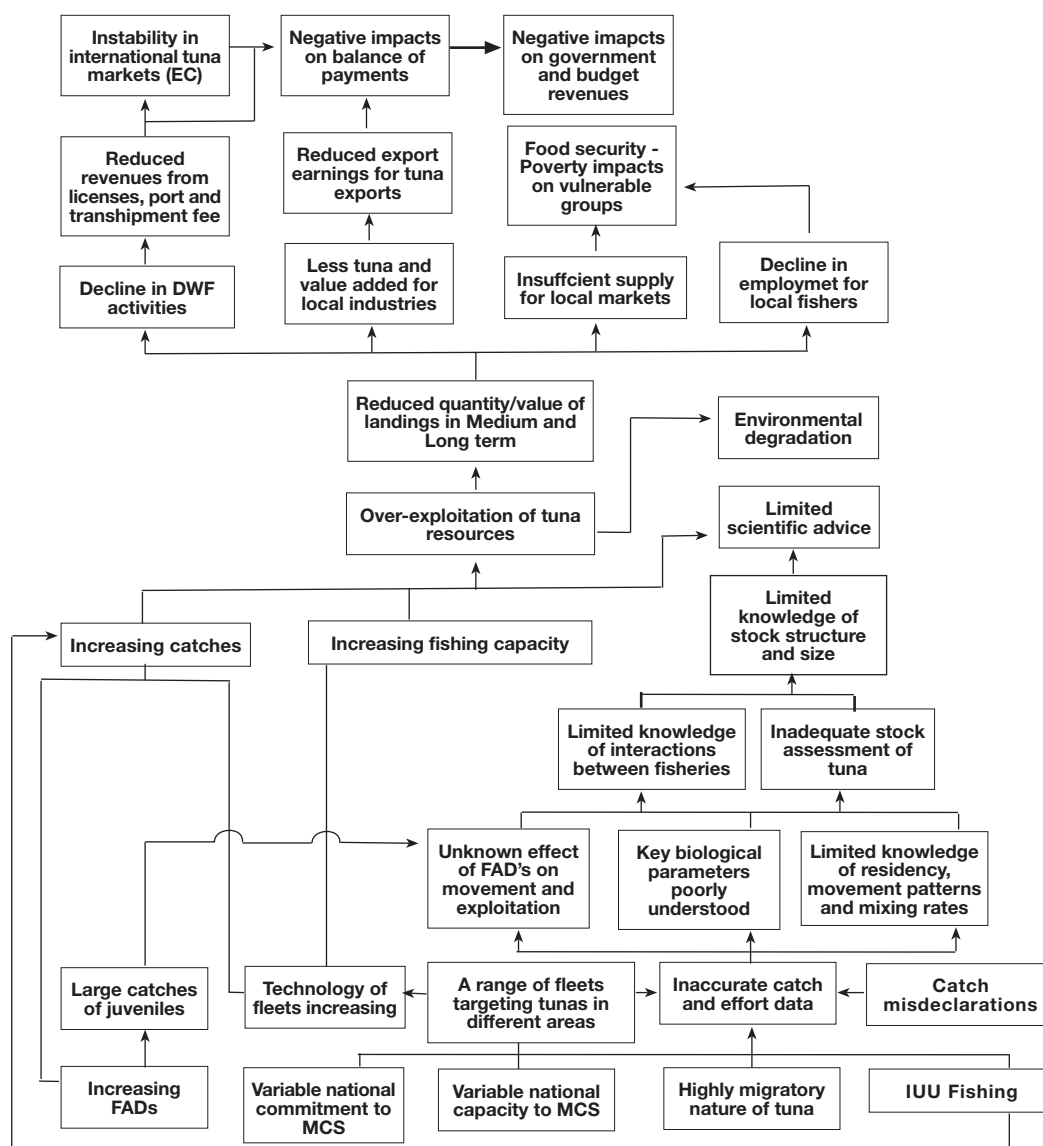 Instability in
international tuna
markets (EC)
Negative impacts
on balance of
payments
Negative imapcts
on government
and budget
revenues
Reduced
revenues from
licenses, port and
transhipment fee
Reduced export
earnings for tuna
exports
Food security -
Poverty impacts
on vulnerable
groups
Decline in DWF
activities
Less tuna and
value added for
local industries
Insuffcient supply
for local markets
Decline in
employmet for
local fishers
Reduced quantity/value of
landings in Medium and
Long term
Environmental
degradation
Over-exploitation of tuna
resources
Limited
scientific advice
Limited
knowledge of
stock structure
and size
Increasing catches
Increasing fishing capacity
Limited knowledge
of interactions
between fisheries
Inadequate stock
assessment of
tuna
Unknown effect
of FAD's on
movement and
exploitation
Key biological
parameters
poorly
understood
Limited knowledge
of residency,
movement patterns
and mixing rates
Large catches
of juveniles
Technology of
fleets increasing
A range of fleets
targeting tunas in
different areas
Inaccurate catch
and effort data
Catch
misdeclarations
Increasing
FADs
Variable national
commitment to
MCS
Variable national
capacity to MCS
Highly migratory
nature of tuna
IUU Fishing